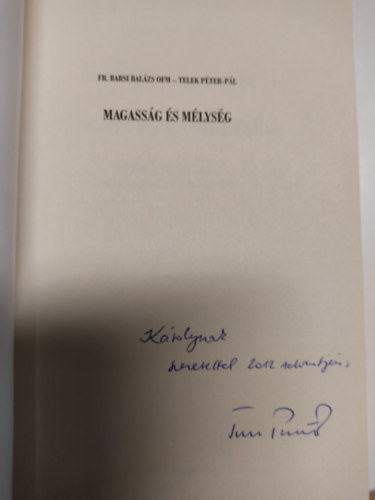 FR. BARSI BALÁZS OFM – TELEK PÉTER-PÁL
MAGASSÁG ÉS MÉLYSÉG
Károlynak
szeretettel 2012 adventjén,